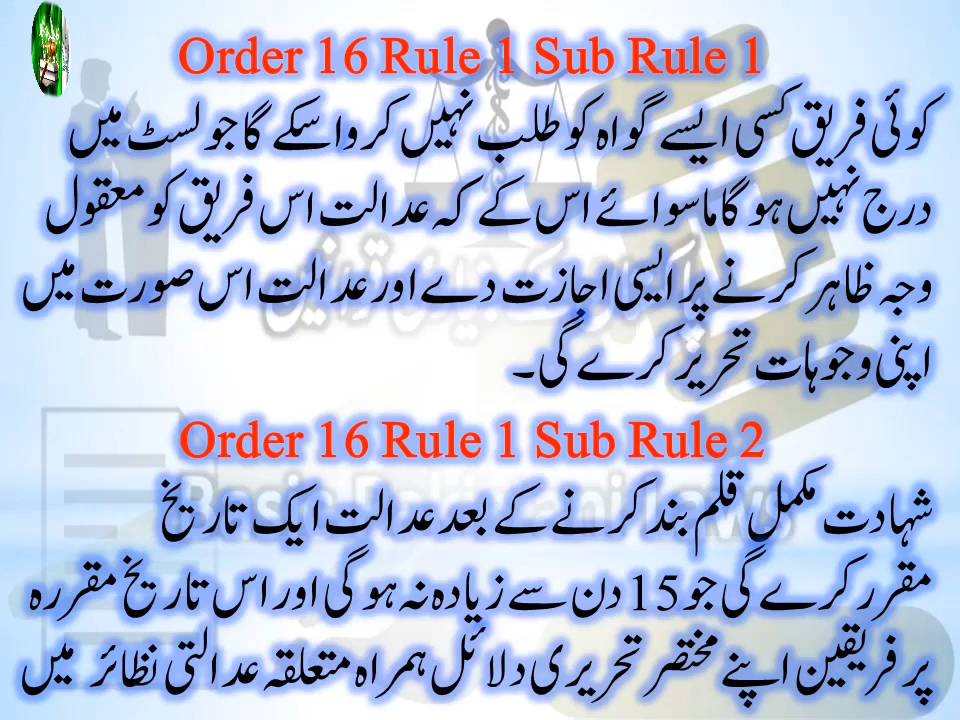 Order 16 Rule 1 Sub Rule 1
کوئی فریق کسی ایسے گواہ کو طلب نہیں کروا سکے گا جو لسٹ میں
درج نہیں ہو گا ماسوائے اس کے کہ عدالت اس فریق کو معقول
وجہ ظاہر کرنے پر ایسی اجازت دے اور عدالت اس صورت میں
اپنی وجوہات تحریر کرے گی۔
Order 16 Rule 1 Sub Rule 2
شہادت مکمل قلم بند کرنے کے بعد عدالت ایک تاریخ
مقرر کرے گی جو 15 دن سے زیادہ نہ ہو گی اور اس تاریخ مقررہ
پر فریقین اپنے مختصر تحریری دلائل ہمراہ متعلقہ عدالتی نظائر میں
Basic Pakistani Laws